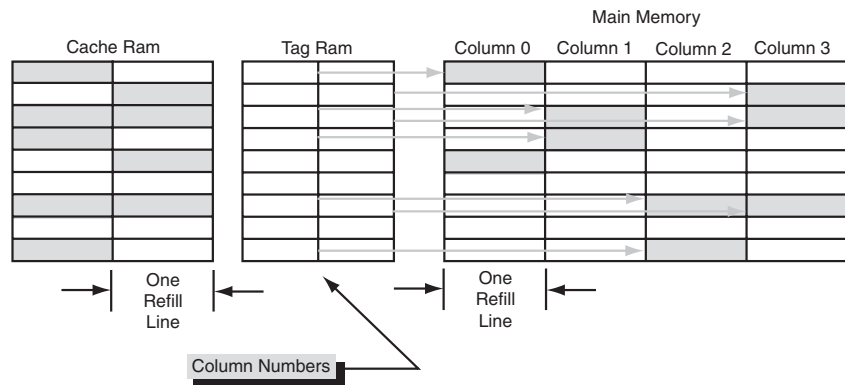 Main Memory
Cache Ram
Tag Ram
Column 0
Column 1
Column 2
Column 3
One
Refill
Line
One
Refill
Line
Column Numbers